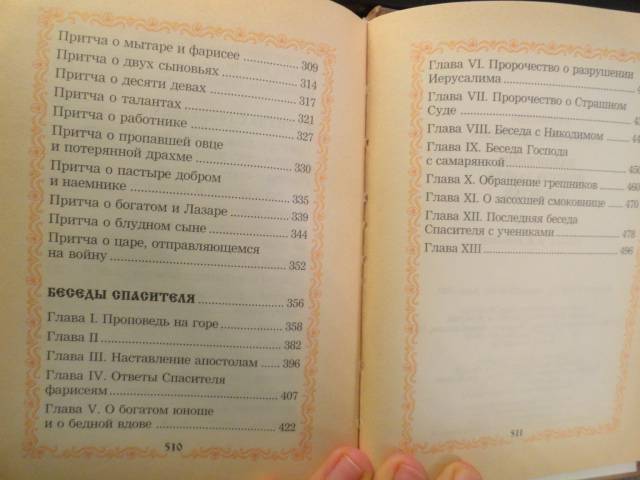 Притча о мытаре и фарисее 309
Притча о двух сыновьях 314
Притча о десяти девах 317
Притча о талантах 321
Притча о работнике 327
Притча о пропавшей овце
и потерянной драхме 330
Притча о пастыре добром
и наемнике 335
Притча о богатом и Лазаре 339
Притча о блудном сыне 344
Притча о царе, отправляющемся
на войну 352
БЕСЕДЫ СПАСИТЕЛЯ 356
Глава I. Проповедь на горе 358
Глава II 382
Глава III. Наставление апостолам 396
Глава IV. Ответы Спасителя
фарисеям 407
Глава V. О богатом юноше
и о бедной вдове 422
510
Глава VI. Пророчество о разрушении
Иерусалима
Глава VII. Пророчество о Страшном
Суде
Глава VIII. Беседа с Никодимом
Глава IX. Беседа Господа
с самарянкой 450
Глава X. Обращение грешников 460
Глава XI. О засохшей смоковнице 470
Глава XII. Последняя беседа
Спасителя с учениками 478
Глава XIII 496
511